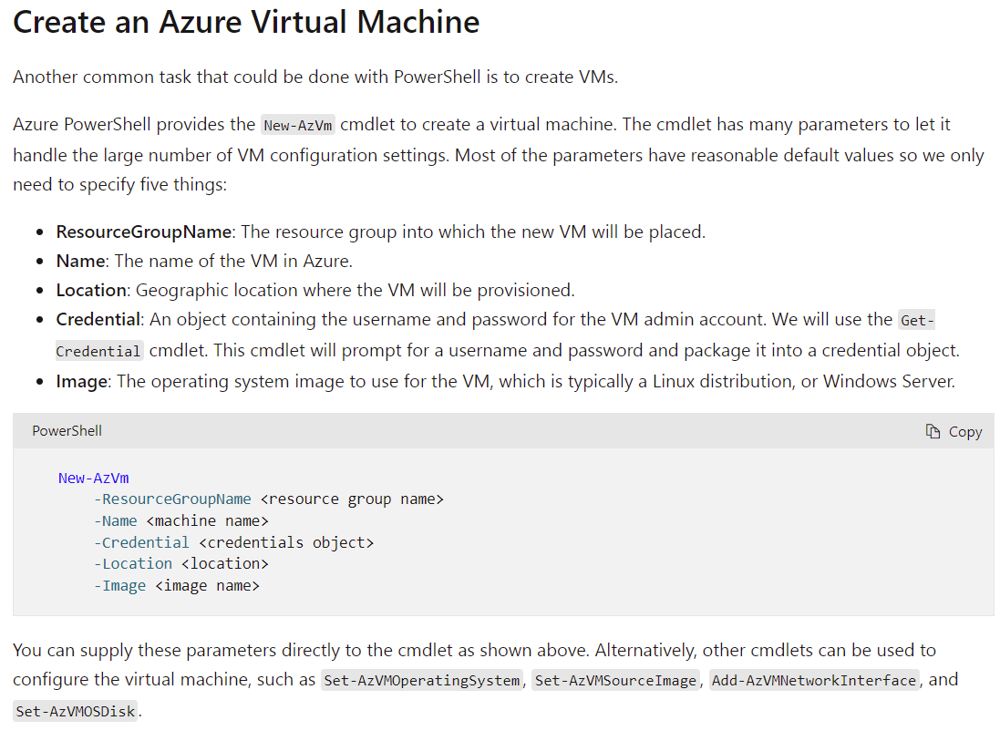 Create an Azure Virtual Machine
Another common task that could be done with PowerShell is to create VMs.
Azure PowerShell provides the New-AzVm cmdlet to create a virtual machine. The cmdlet has many parameters to let it
handle the large number of VM configuration settings. Most of the parameters have reasonable default values so we only
need to specify five things:
• ResourceGroupName: The resource group into which the new VM will be placed.
• Name: The name of the VM in Azure.
• Location: Geographic location where the VM will be provisioned.
• Credential: An object containing the username and password for the VM admin account. We will use the Get-
Credential cmdlet. This cmdlet will prompt for a username and password and package it into a credential object.
• Image: The operating system image to use for the VM, which is typically a Linux distribution, or Windows Server.
PowerShell Copy
New-AzVm
-ResourceGroupName <resource group name>
-Name <machine name>
-Credential <credentials object>
-Location <location>
-Image <image name>
You can supply these parameters directly to the cmdlet as shown above. Alternatively, other cmdlets can be used to
configure the virtual machine, such as Set-AzVMOperatingSystem, Set-AzVMSourceImage, Add-AzVMNetworkInterface, and
Set-AzVMOSDisk.